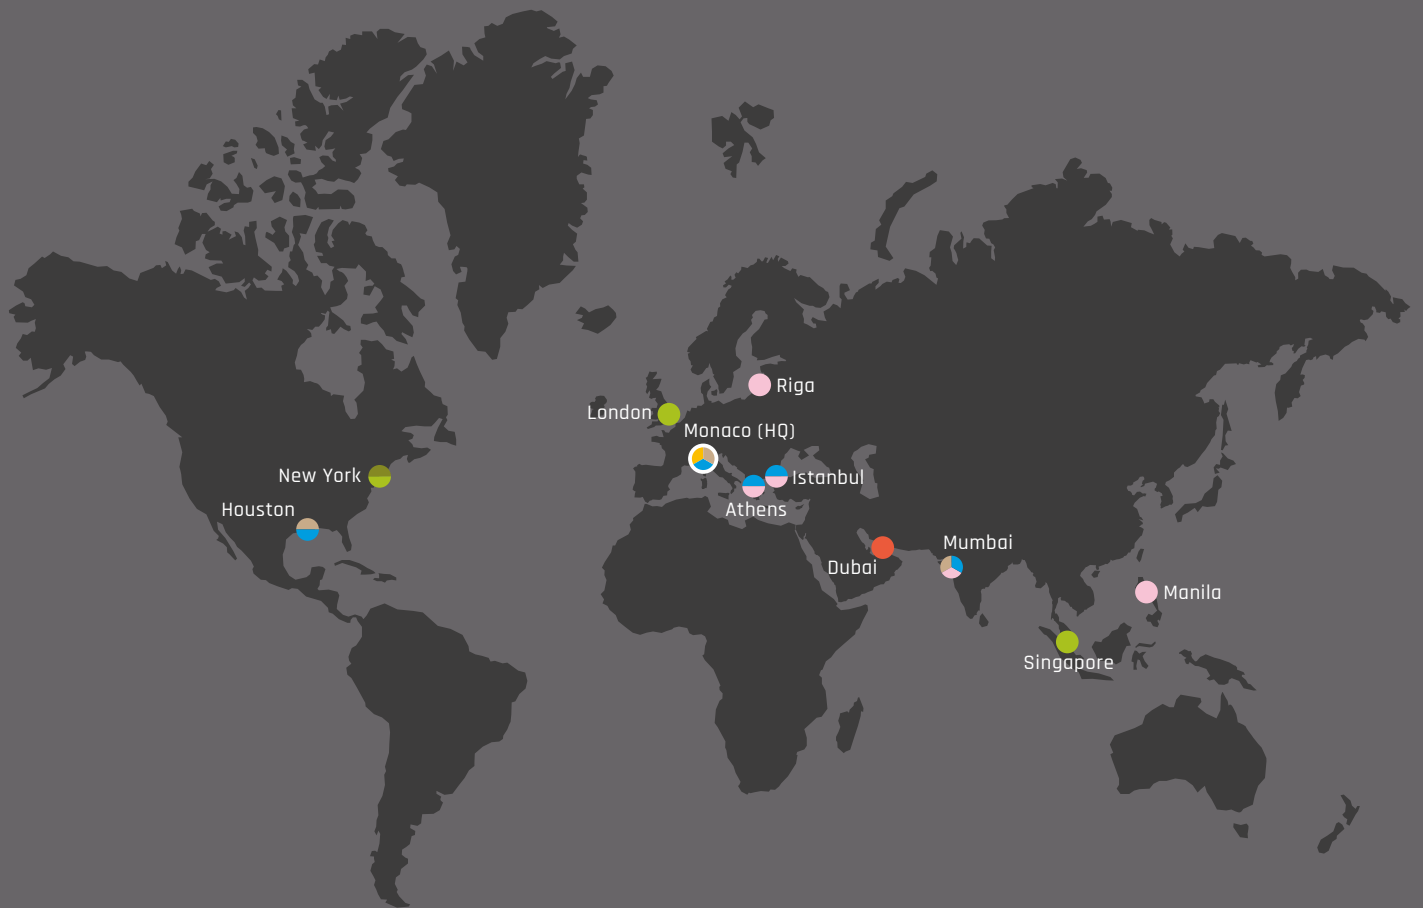 Riga
London
Monaco (HQ)
New York
Istanbul
Houston
Athens
Mumbai
Dubai
Manila
Singapore